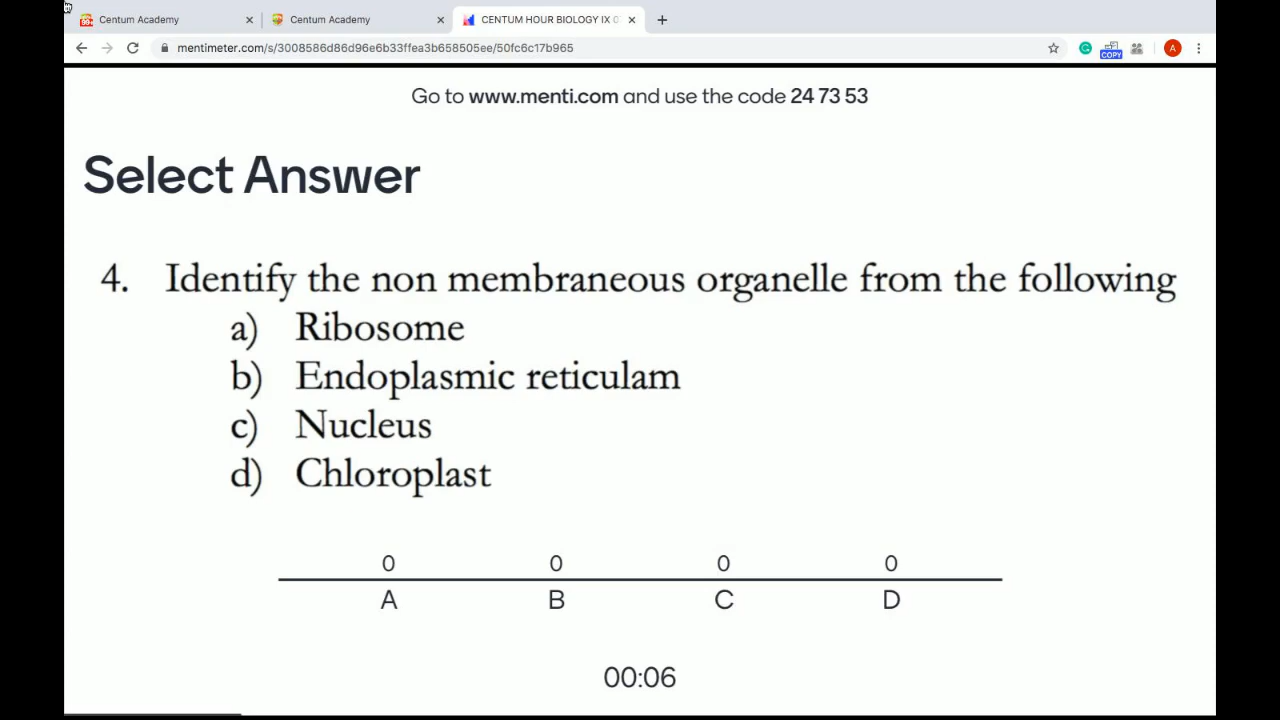 Centum Academy
Centum Academy
CENTUM HOUR BIOLOGY IX
mentimeter.com/s/3008586d86d96e6b33ffea3b658505ee/50fc6c17b965
COPY
A
Go to www.menti.com and use the code 24 73 53
Select Answer
4. Identify the non membraneous organelle from the following
a) Ribosome
b) Endoplasmic reticulam
c) Nucleus
d) Chloroplast
0 0 0 0
A B C D
00:06